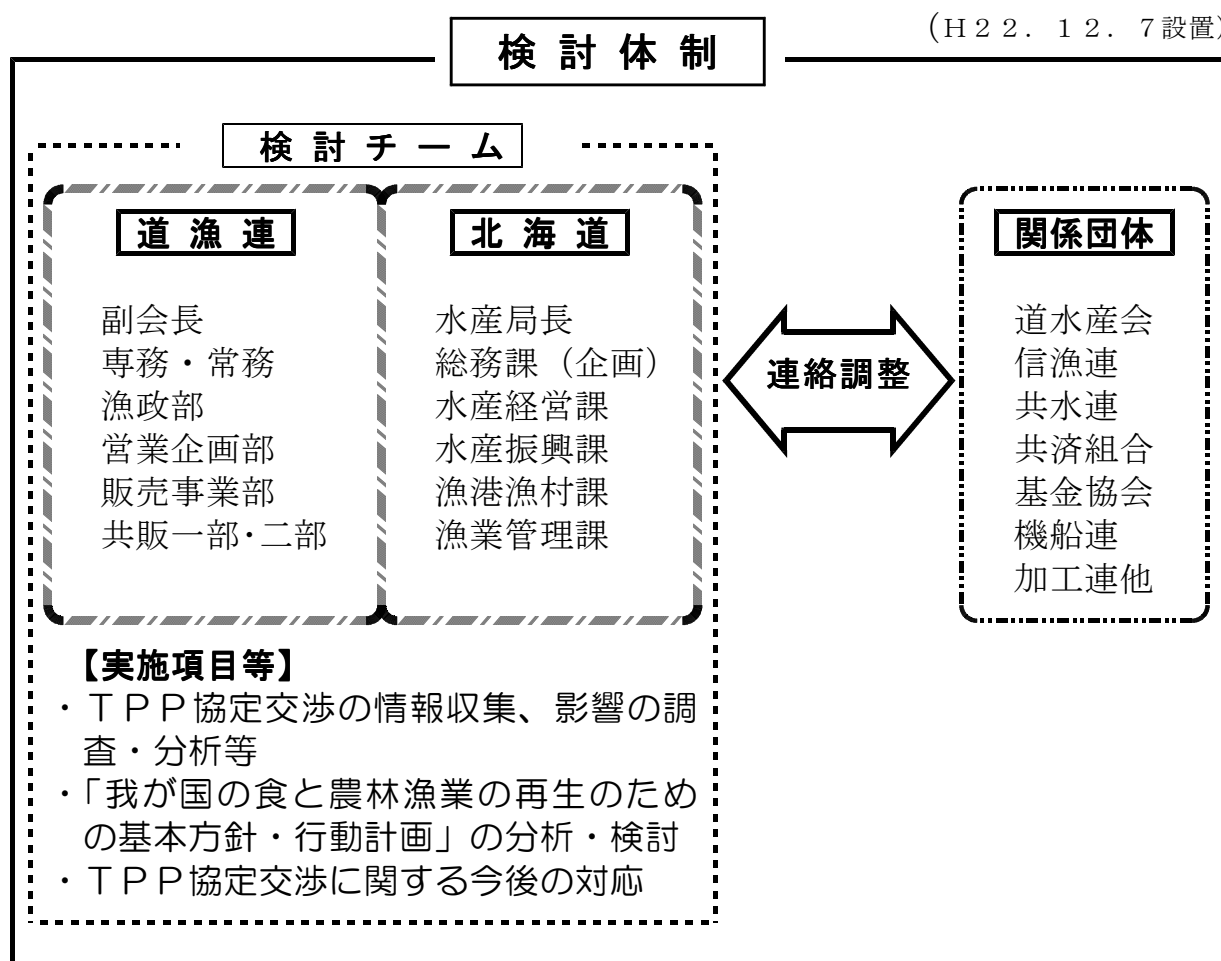 (H22.12.7設置)
検討体制
検討チーム
道漁連
副会長
専務・常務
漁政部
営業企画部
販売事業部
共販一部・二部
北海道
水産局長
総務課（企画）
水産経営課
水産振興課
漁港漁村課
漁業管理課
連絡調整
関係団体
道水産会
信漁連
共水連
共済組合
基金協会
機船連
加工連他
【実施項目等】
・ＴＰＰ協定交渉の情報収集、影響の調
査・分析等
・「我が国の食と農林漁業の再生のため
の基本方針・行動計画」の分析・検討
・ＴＰＰ協定交渉に関する今後の対応